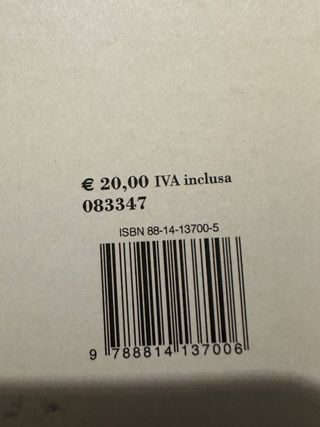 € 20,00 IVA inclusa
083347
ISBN 88-14-13700-5
9 788814 137006